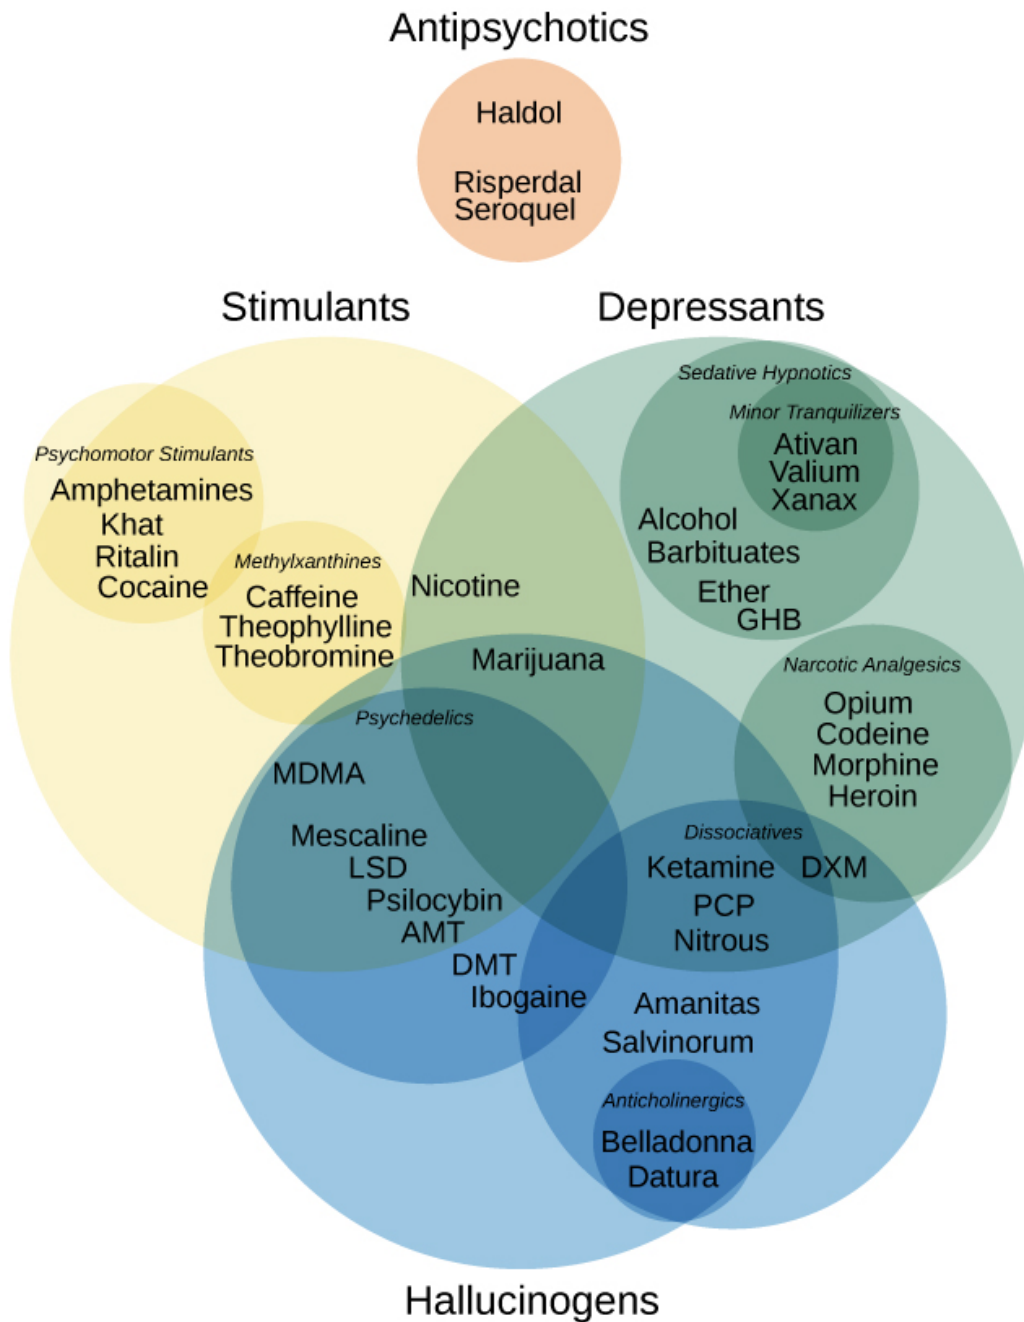 Antipsychotics
Haldol
Risperdal
Seroquel
Stimulants
Depressants
Sedative Hypnotics
Minor Tranquilizers
Ativan
Valium
Xanax
Alcohol
Barbituates
Ether
GHB
Psychomotor Stimulants
Amphetamines
Khat
Ritalin
Cocaine
Methylxanthines
Caffeine
Theophylline
Theobromine
Nicotine
Marijuana
Narcotic Analgesics
Opium
Codeine
Morphine
Heroin
Psychedelics
MDMA
Mescaline
LSD
Psilocybin
AMT
DMT
Ibogaine
Dissociatives
Ketamine
DXM
PCP
Nitrous
Amanitas
Salvinorum
Anticholinergics
Belladonna
Datura
Hallucinogens